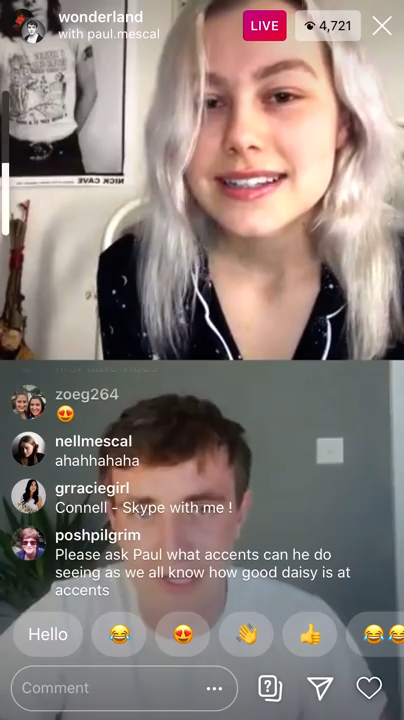 wonderland
with paul.mescal
LIVE
4,721
NICK CAVE
zoeg264
😍
nellmescal
ahahhahaha
grraciegirl
Connell - Skype with me !
poshpilgrim
Please ask Paul what accents can he do
seeing as we all know how good daisy is at
accents
Hello 😂 😍 👋 👍 😂😂
Comment